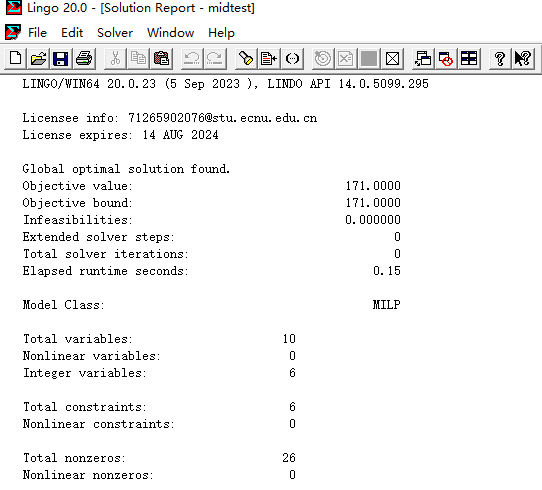 Lingo 20.0 - [Solution Report - midtest]
File Edit Solver Window Help
LINGO/WIN64 20.0.23 (5 Sep 2023 ), LINDO API 14.0.5099.295
Licensee info: 71265902076@stu.ecnu.edu.cn
License expires: 14 AUG 2024
Global optimal solution found.
Objective value: 171.0000
Objective bound: 171.0000
Infeasibilities: 0.000000
Extended solver steps: 0
Total solver iterations: 0
Elapsed runtime seconds: 0.15
Model Class: MILP
Total variables: 10
Nonlinear variables: 0
Integer variables: 6
Total constraints: 6
Nonlinear constraints: 0
Total nonzeros: 26
Nonlinear nonzeros: 0